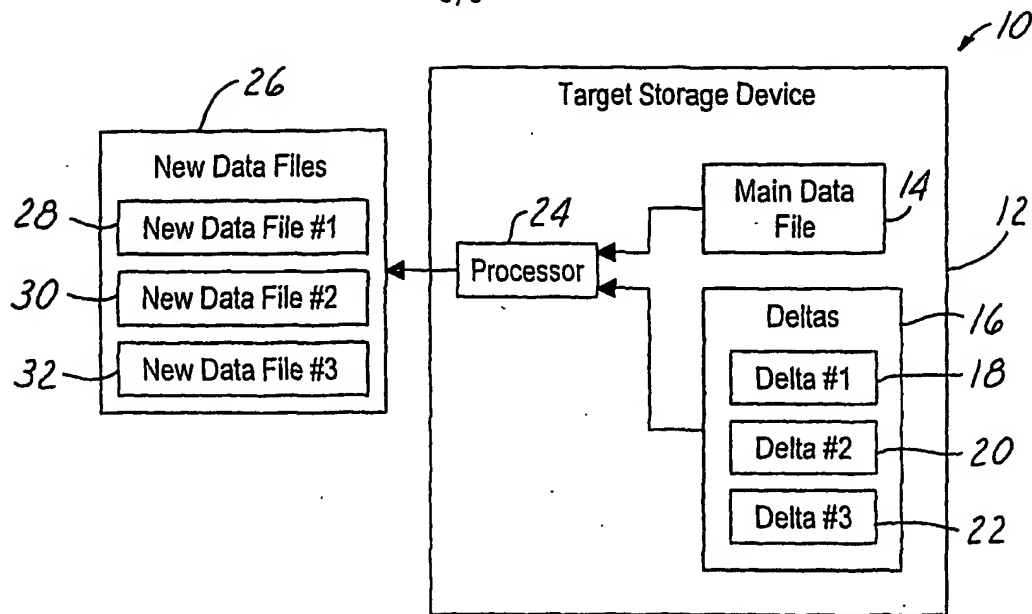 10
26
Target Storage Device
New Data Files
28
New Data File #1
24
Processor
Main Data
File
14
12
30
New Data File #2
Deltas
16
32
New Data File #3
Delta #1
18
Delta #2
20
Delta #3
22